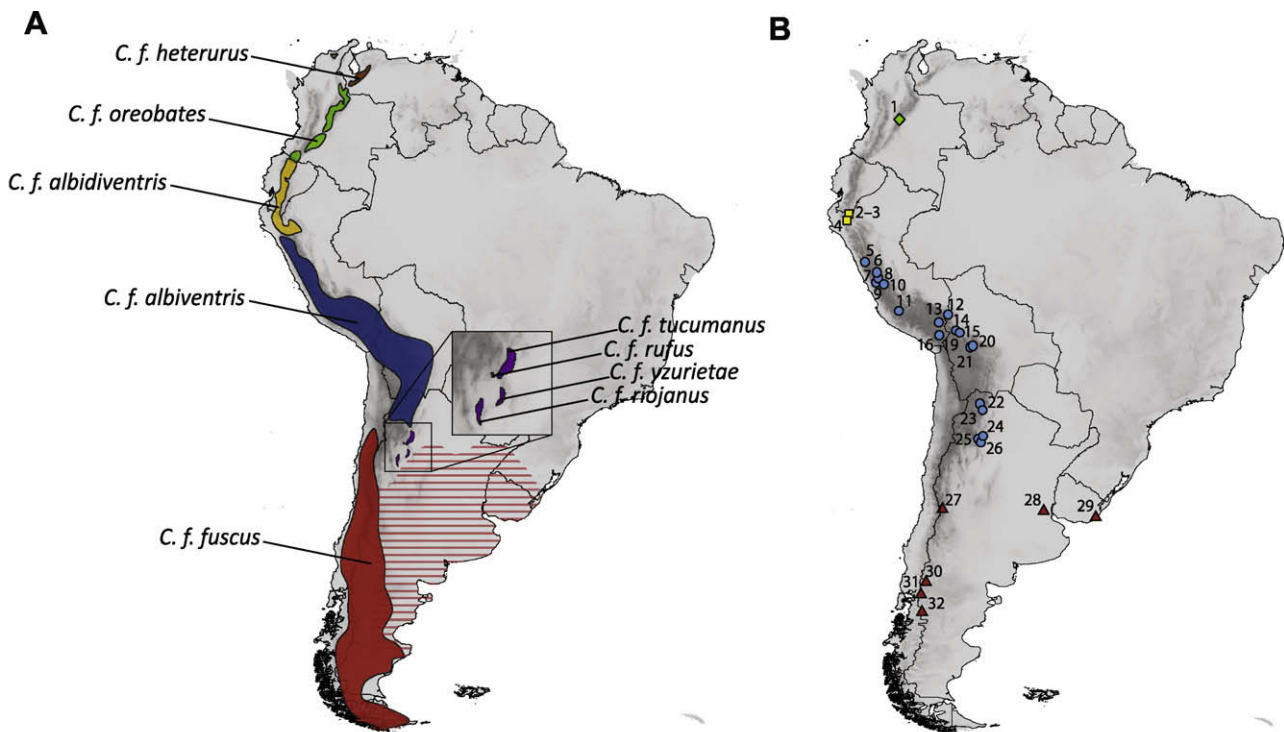 A
C. f. heterurus
C. f. oreobates
C. f. albidiventris
C. f. albiventris
C. f. tucumanus
C. f. rufus
C. f. yzurietae
C. f. riojanus
C. f. fuscus
B
1
2–3
4
5
6
7
8
9
10
11
12
13
14
15
16–19
20
21
22
23
24
25
26
27
28
29
30
31
32